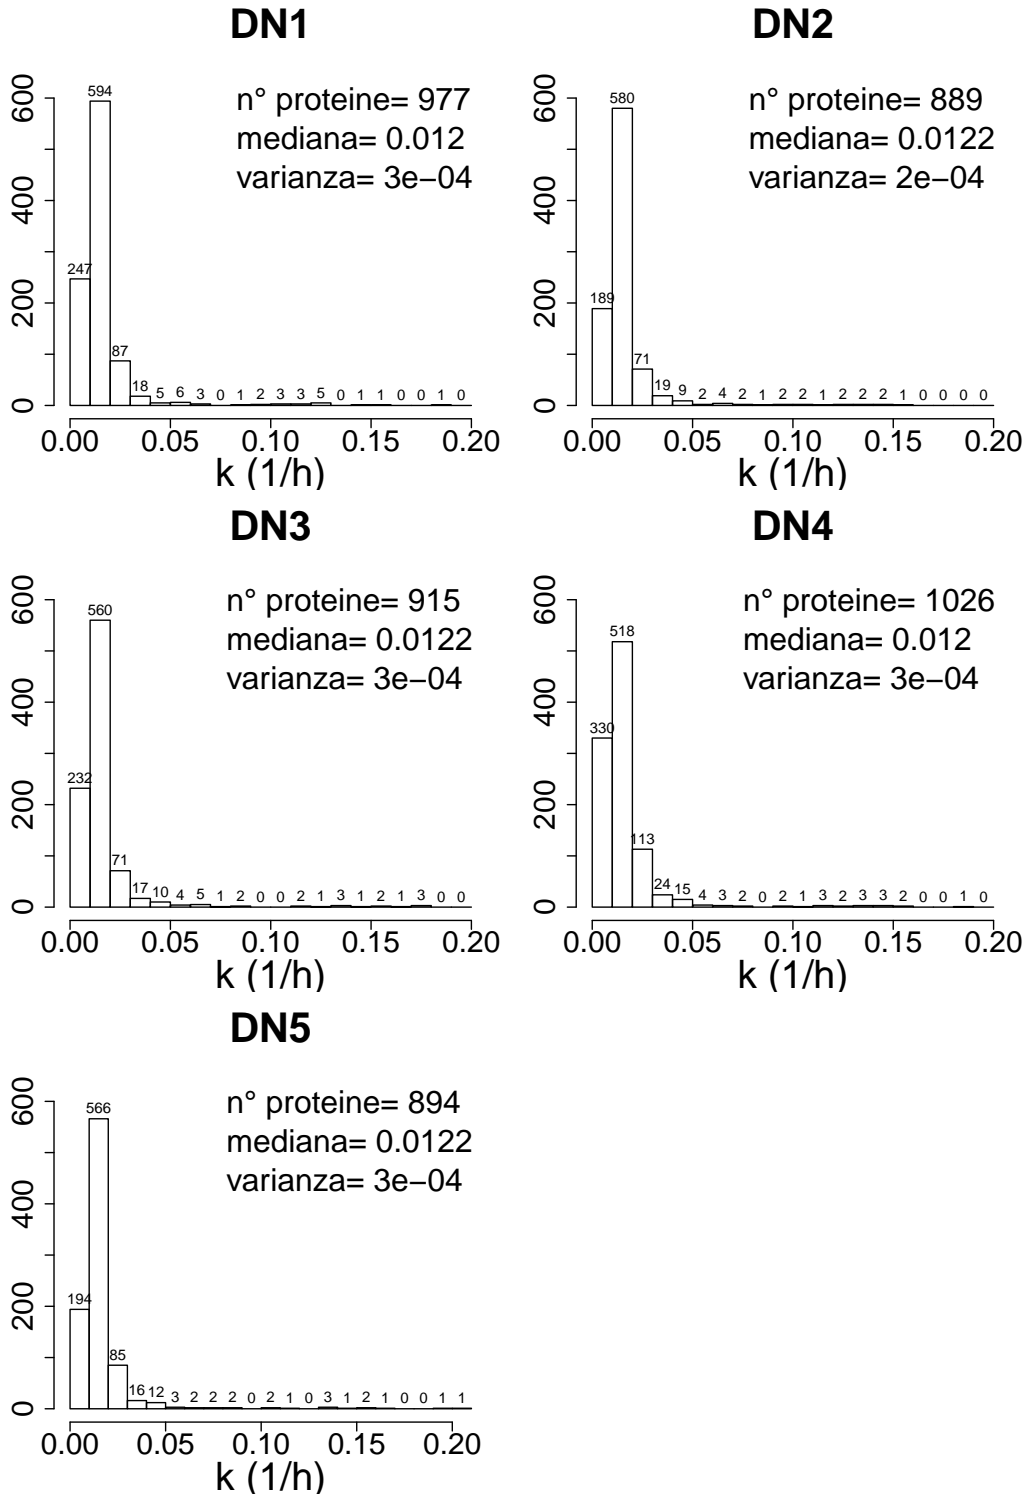 DN1
n° proteine= 977
mediana= 0.012
varianza= 3e−04
0 200 400 600
247 594 87 18 5 6 3 0 1 2 3 3 5 0 1 1 0 0 1 0
0.00 0.05 0.10 0.15 0.20
k (1/h)
DN2
n° proteine= 889
mediana= 0.0122
varianza= 2e−04
0 200 400 600
189 580 71 19 9 2 4 2 1 2 2 1 2 2 2 1 0 0 0 0
0.00 0.05 0.10 0.15 0.20
k (1/h)
DN3
n° proteine= 915
mediana= 0.0122
varianza= 3e−04
0 200 400 600
232 560 71 17 10 4 5 1 2 0 0 2 1 3 1 2 1 3 0 0
0.00 0.05 0.10 0.15 0.20
k (1/h)
DN4
n° proteine= 1026
mediana= 0.012
varianza= 3e−04
0 200 400 600
330 518 113 24 15 4 3 2 0 2 1 3 2 3 3 2 0 0 1 0
0.00 0.05 0.10 0.15 0.20
k (1/h)
DN5
n° proteine= 894
mediana= 0.0122
varianza= 3e−04
0 200 400 600
194 566 85 16 12 3 2 2 2 0 2 1 0 3 1 2 1 0 0 1 1
0.00 0.05 0.10 0.15 0.20
k (1/h)